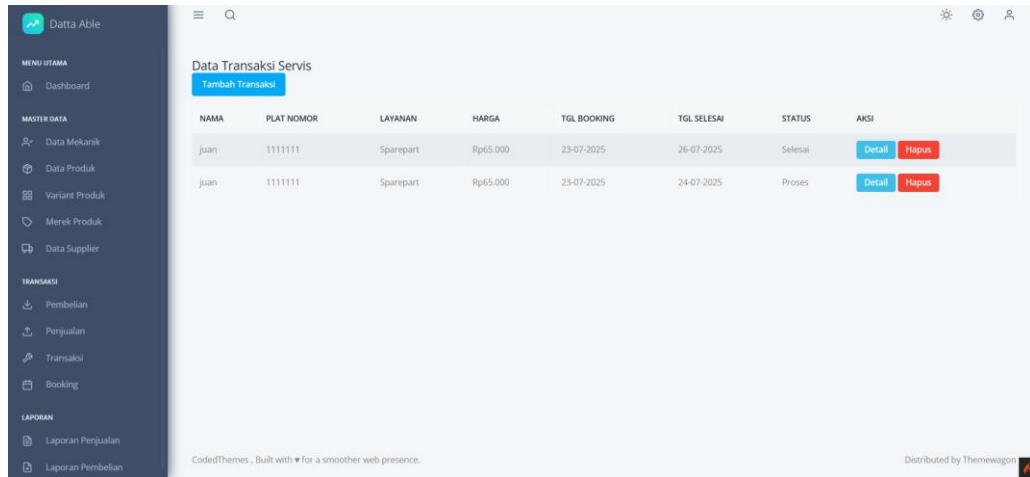 Datta Able
MENU UTAMA
Dashboard
MASTER DATA
Data Mekanik
Data Produk
Variant Produk
Merek Produk
Data Supplier
TRANSAKSI
Pembelian
Penjualan
Transaksi
Booking
LAPORAN
Laporan Penjualan
Laporan Pembelian
Data Transaksi Servis
Tambah Transaksi
NAMA PLAT NOMOR LAYANAN HARGA TGL BOOKING TGL SELESAI STATUS AKSI
juan 1111111 Sparepart Rp65.000 23-07-2025 26-07-2025 Selesai Detail Hapus
juan 1111111 Sparepart Rp65.000 23-07-2025 24-07-2025 Proses Detail Hapus
CodedThemes , Built with ♥ for a smoother web presence. Distributed by Themewagon